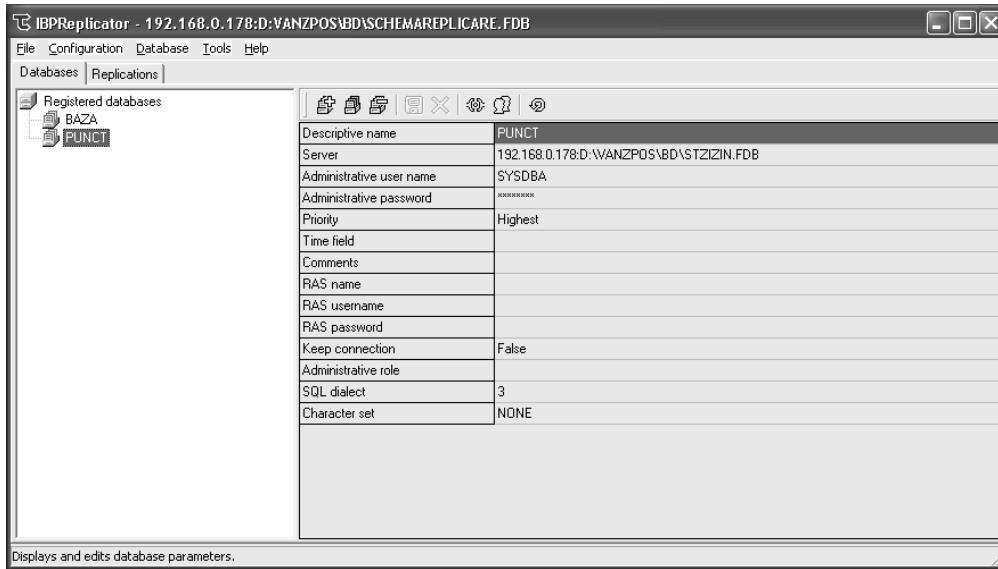 IBPReplicator - 192.168.0.178:D:\VANZPOS\BD\SCHEMAREPLICARE.FDB
File Configuration Database Tools Help
Databases Replications
Registered databases
BAZA
PUNCT
Descriptive name PUNCT
Server 192.168.0.178:D:\VANZPOS\BD\STZIZIN.FDB
Administrative user name SYSDBA
Administrative password ********
Priority Highest
Time field
Comments
RAS name
RAS username
RAS password
Keep connection False
Administrative role
SQL dialect 3
Character set NONE
Displays and edits database parameters.